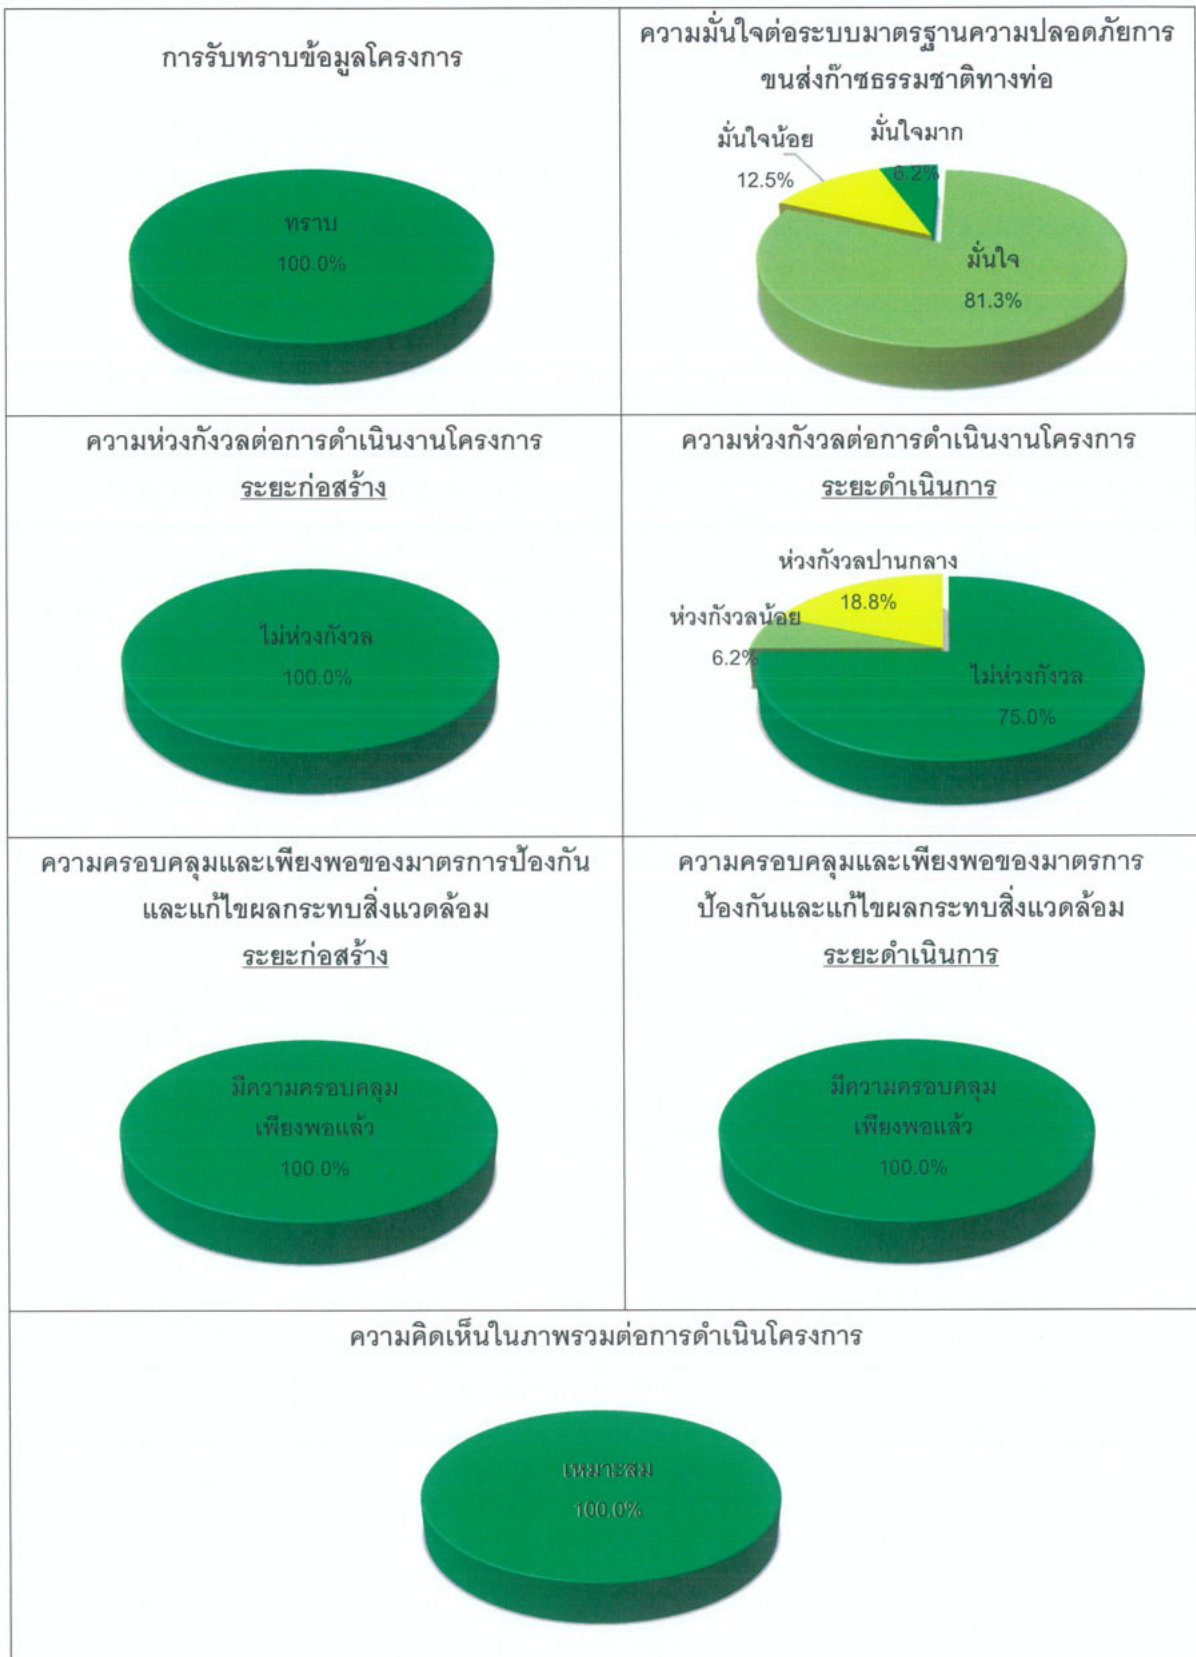 การรับทราบข้อมูลโครงการ
ทราบ
100.0%
ความมั่นใจต่อระบบมาตรฐานความปลอดภัยการ
ขนส่งก๊าซธรรมชาติทางท่อ
มั่นใจน้อย
12.5%
มั่นใจมาก
6.2%
มั่นใจ
81.3%
ความห่วงกังวลต่อการดำเนินงานโครงการ
ระยะก่อสร้าง
ไม่ห่วงกังวล
100.0%
ความห่วงกังวลต่อการดำเนินงานโครงการ
ระยะดำเนินการ
ห่วงกังวลปานกลาง
18.8%
ห่วงกังวลน้อย
6.2%
ไม่ห่วงกังวล
75.0%
ความครอบคลุมและเพียงพอของมาตรการป้องกัน
และแก้ไขผลกระทบสิ่งแวดล้อม
ระยะก่อสร้าง
มีความครอบคลุม
เพียงพอแล้ว
100.0%
ความครอบคลุมและเพียงพอของมาตรการ
ป้องกันและแก้ไขผลกระทบสิ่งแวดล้อม
ระยะดำเนินการ
มีความครอบคลุม
เพียงพอแล้ว
100.0%
ความคิดเห็นในภาพรวมต่อการดำเนินโครงการ
เหมาะสม
100.0%